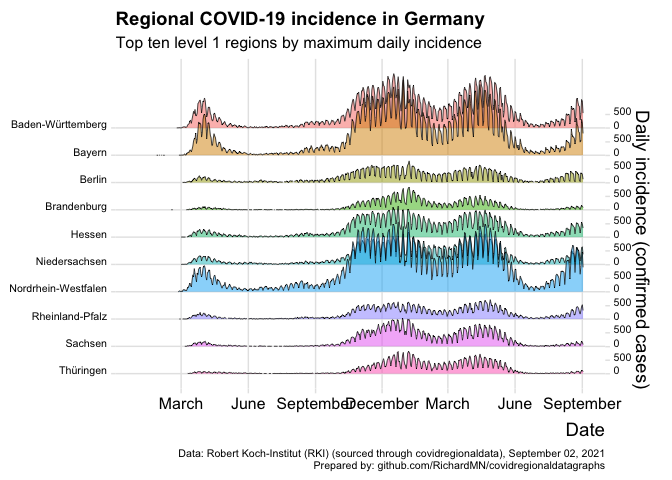 Regional COVID-19 incidence in Germany
Top ten level 1 regions by maximum daily incidence
Baden-Württemberg
Bayern
Berlin
Brandenburg
Hessen
Niedersachsen
Nordrhein-Westfalen
Rheinland-Pfalz
Sachsen
Thüringen
500
0
500
0
500
0
500
0
500
0
500
0
500
0
500
0
500
0
500
0
Daily incidence (confirmed cases)
March June September December March June September
Date
Data: Robert Koch-Institut (RKI) (sourced through covidregionaldata), September 02, 2021
Prepared by: github.com/RichardMN/covidregionaldatagraphs